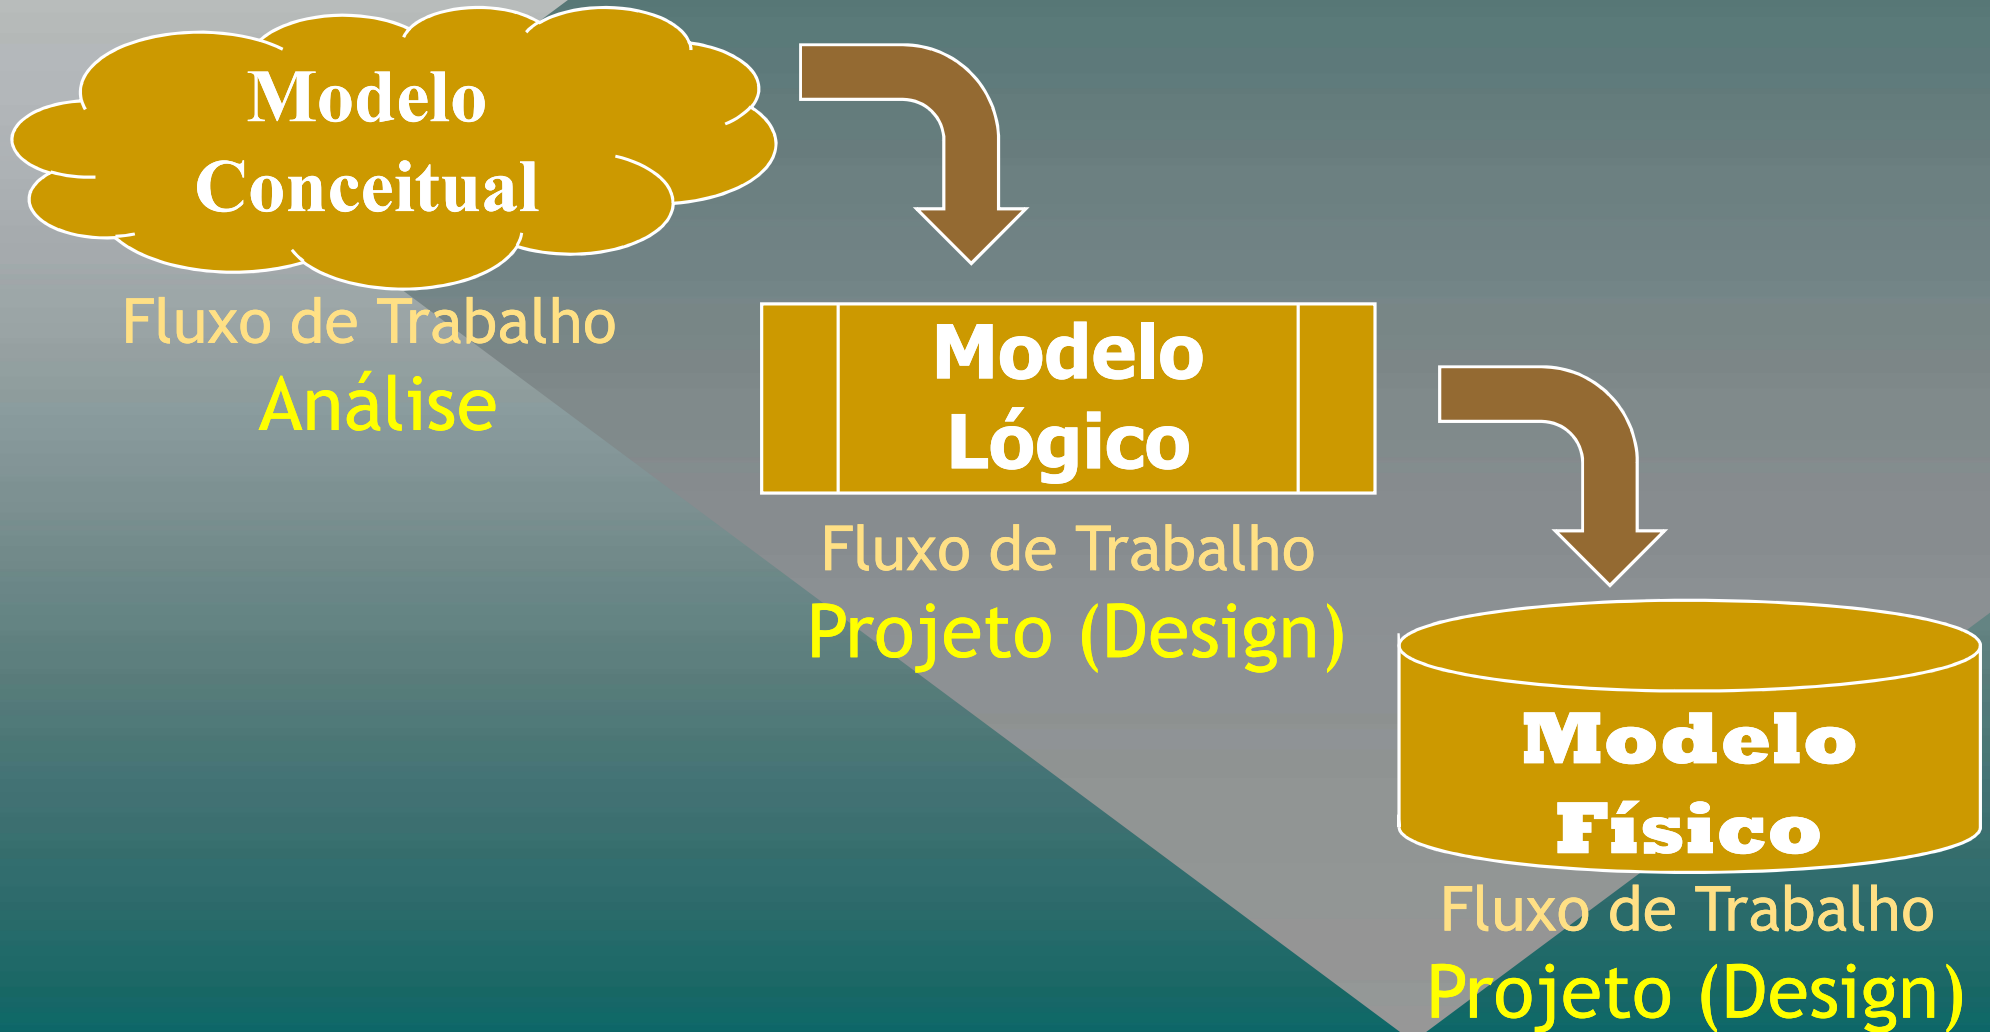 Modelo
Conceitual
Fluxo de Trabalho
Análise
Modelo
Lógico
Fluxo de Trabalho
Projeto (Design)
Modelo
Físico
Fluxo de Trabalho
Projeto (Design)